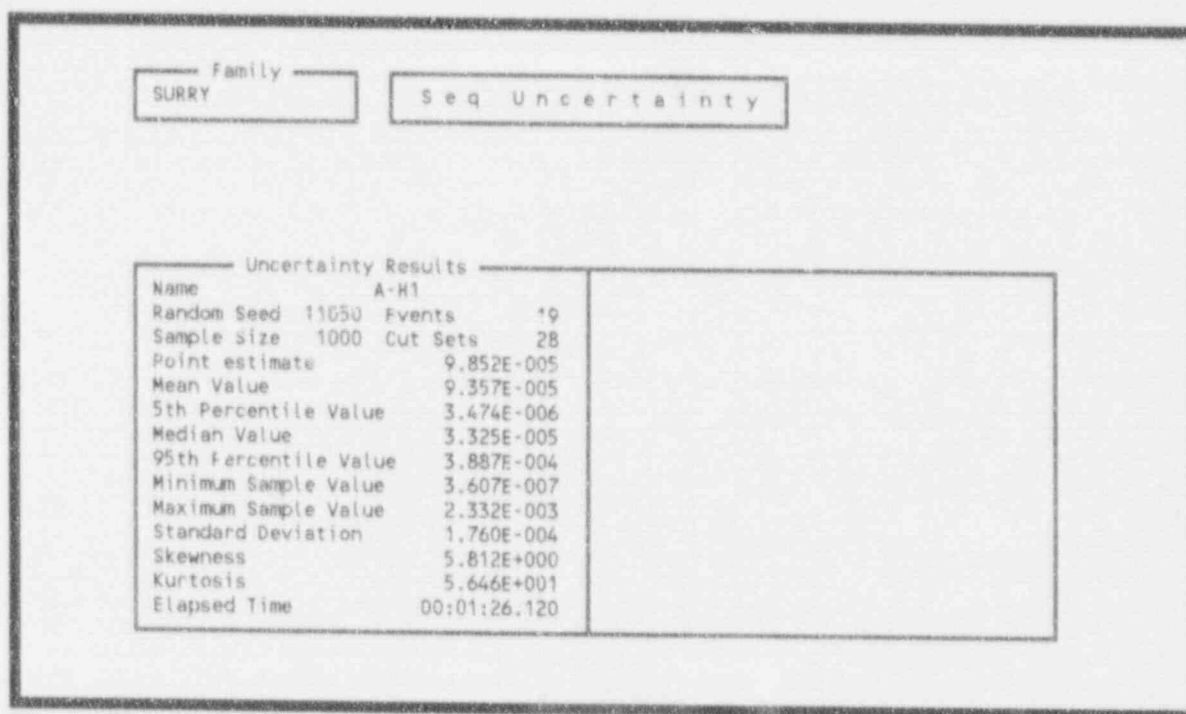 Family
SURRY
Seq Uncertainty
Uncertainty Results
Name A-H1
Random Seed 11050 Events 19
Sample Size 1000 Cut Sets 28
Point estimate 9.852E-005
Mean Value 9.357E-005
5th Percentile Value 3.474E-006
Median Value 3.325E-005
95th Percentile Value 3.887E-004
Minimum Sample Value 3.607E-007
Maximum Sample Value 2.332E-003
Standard Deviation 1.760E-004
Skewness 5.812E+000
Kurtosis 5.646E+001
Elapsed Time 00:01:26.120